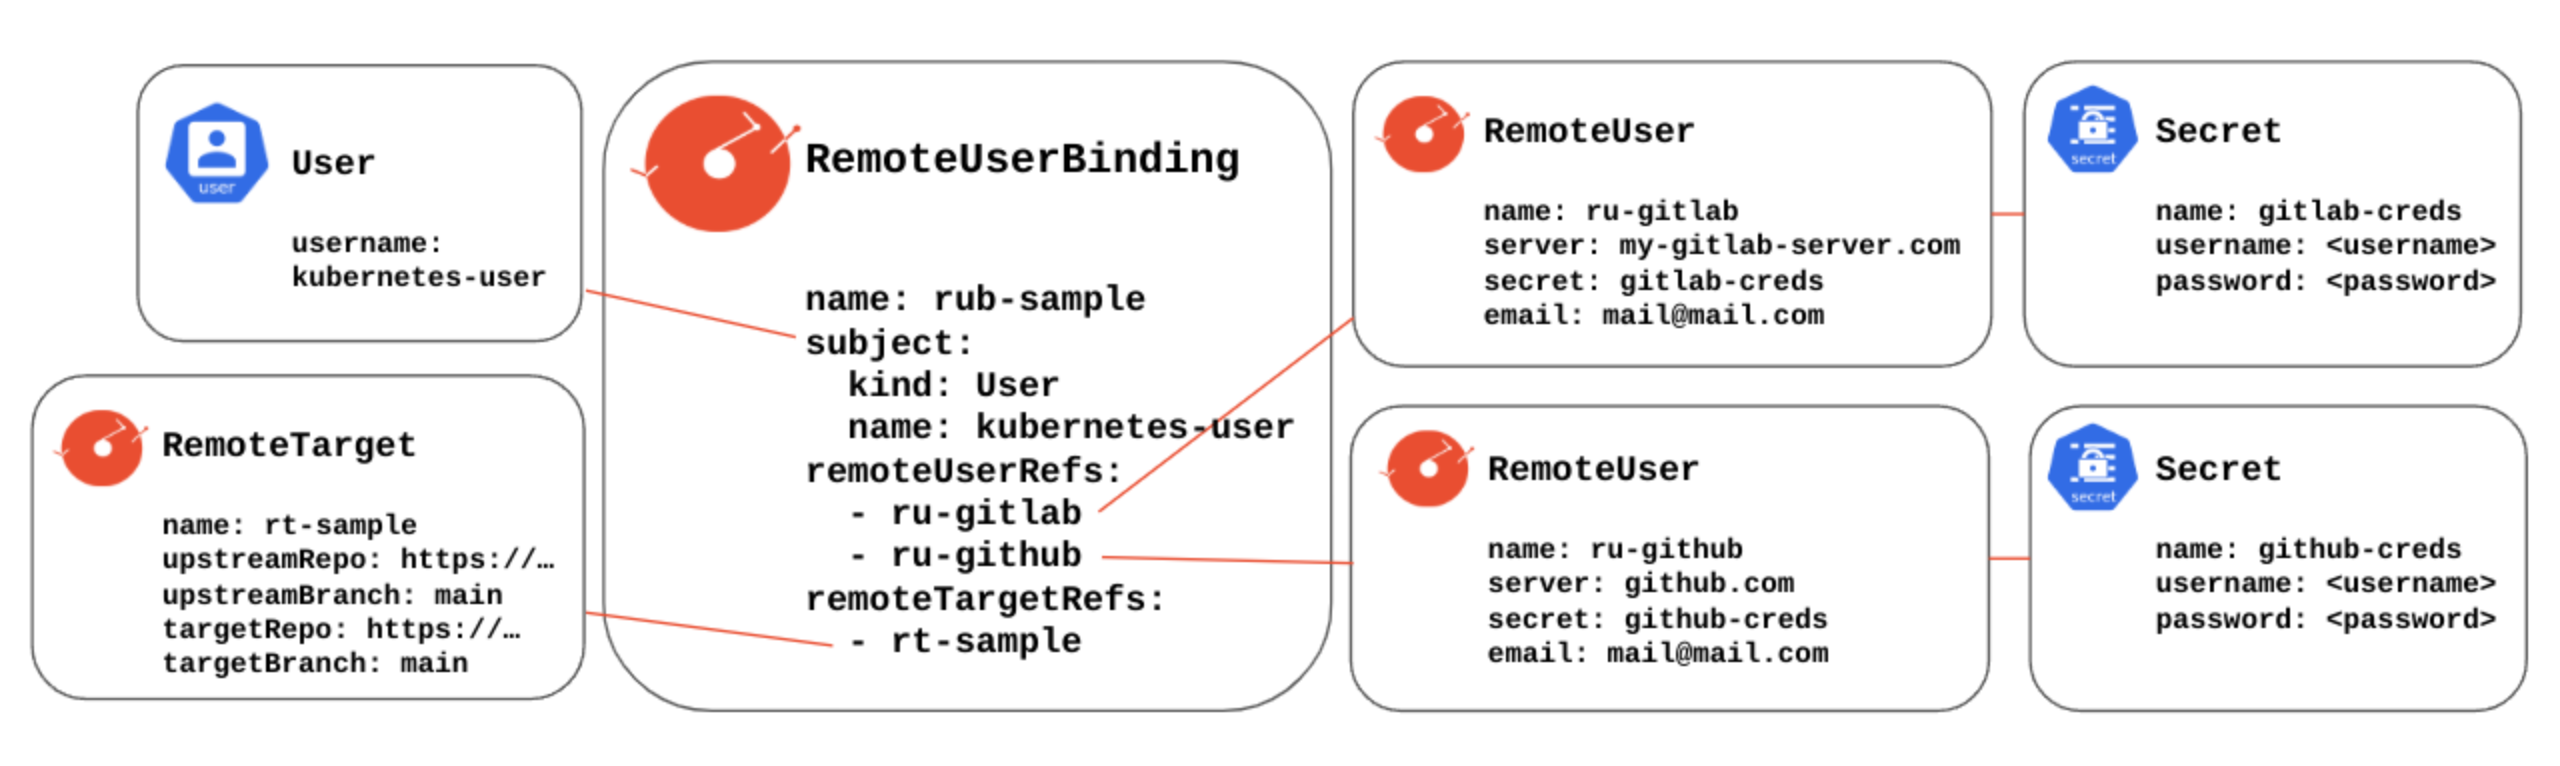 User
user
username:
kubernetes-user
RemoteTarget
name: rt-sample
upstreamRepo: https://…
upstreamBranch: main
targetRepo: https://…
targetBranch: main
RemoteUserBinding
name: rub-sample
subject:
kind: User
name: kubernetes-user
remoteUserRefs:
- ru-gitlab
- ru-github
remoteTargetRefs:
- rt-sample
RemoteUser
name: ru-gitlab
server: my-gitlab-server.com
secret: gitlab-creds
email: mail@mail.com
RemoteUser
name: ru-github
server: github.com
secret: github-creds
email: mail@mail.com
Secret
secret
name: gitlab-creds
username: <username>
password: <password>
Secret
secret
name: github-creds
username: <username>
password: <password>